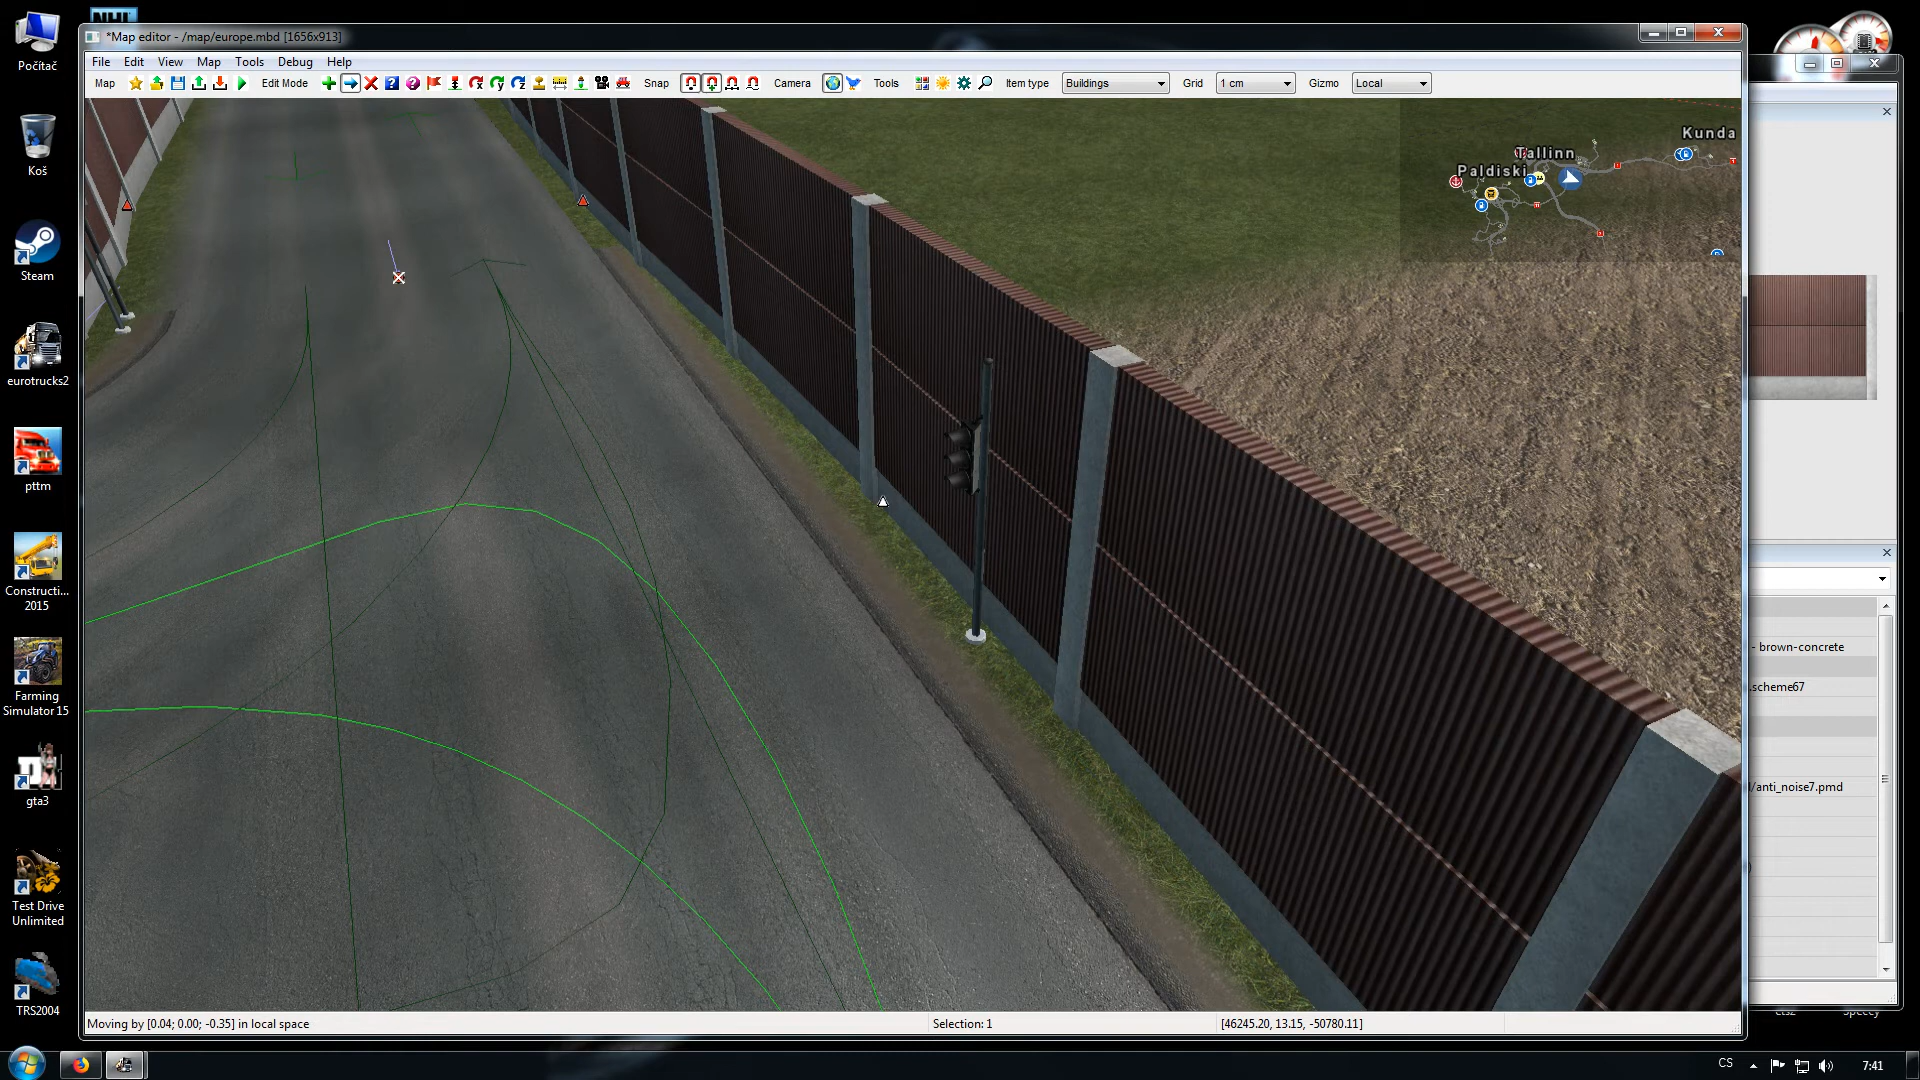 Počítač
Koš
Steam
eurotrucks2
pttm
Constructi...
2015
Farming
Simulator 15
gta3
Test Drive
Unlimited
TRS2004
NHL
*Map editor - /map/europe.mbd [1656x913]
File Edit View Map Tools Debug Help
Map Edit Mode Snap Camera Tools Item type Buildings Grid 1 cm Gizmo Local
Kunda
Tallinn
Paldiski
- brown-concrete
.scheme67
/anti_noise7.pmd
Moving by [0.04; 0.00; -0.35] in local space Selection: 1 [46245.20, 13.15, -50780.11]
CS 7:41